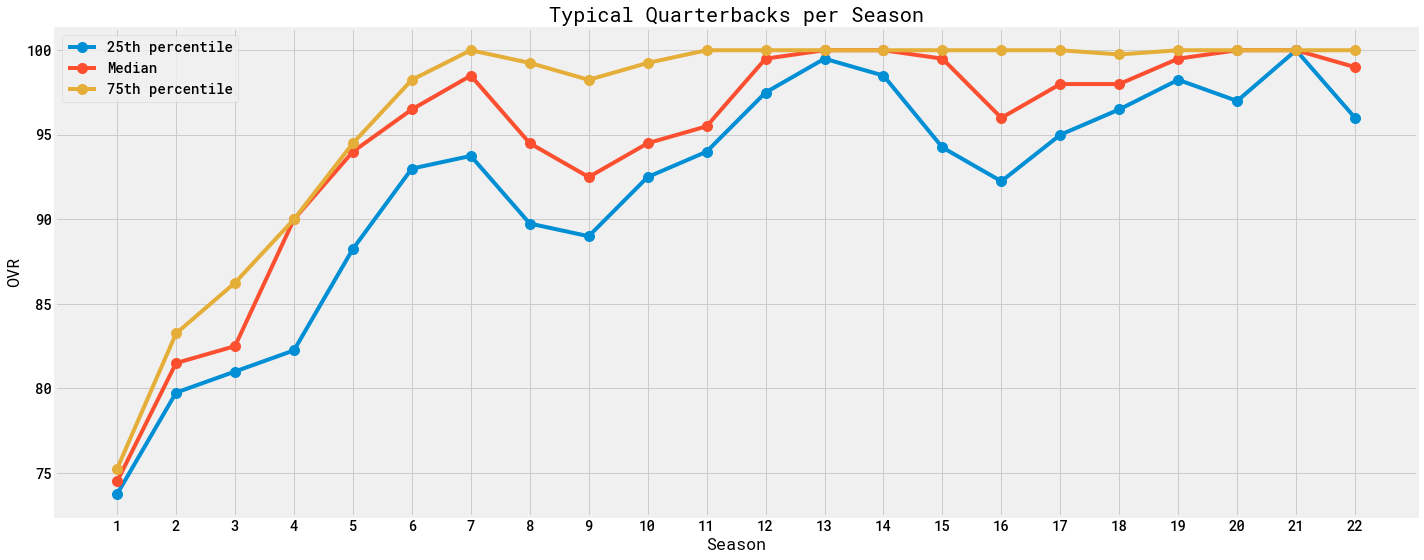 Typical Quarterbacks per Season
25th percentile
Median
75th percentile
100
95
90
85
80
75
OVR
1 2 3 4 5 6 7 8 9 10 11 12 13 14 15 16 17 18 19 20 21 22
Season